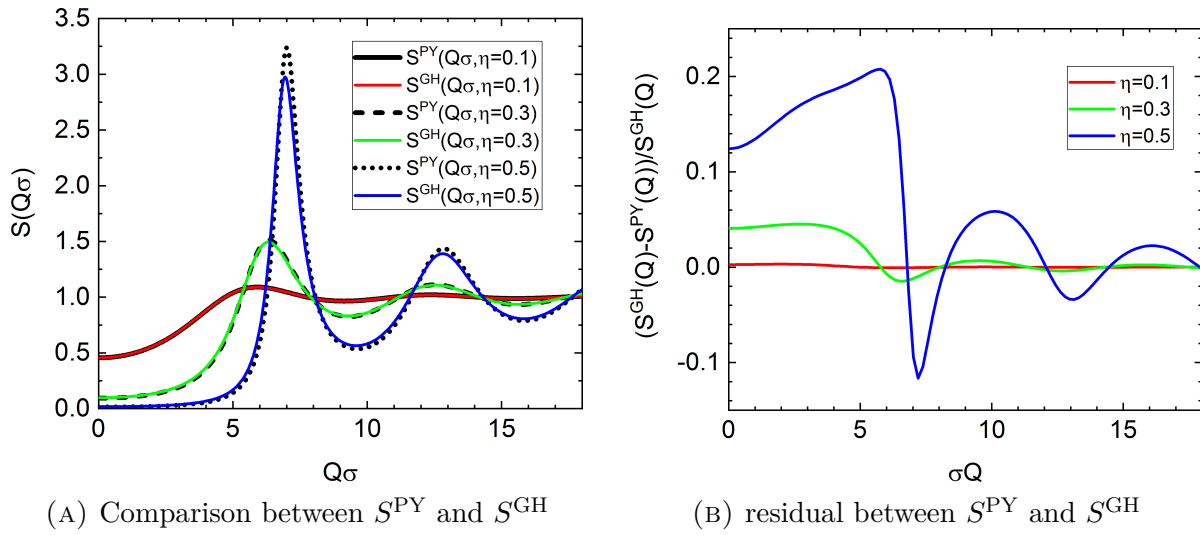 3.5
3.0
2.5
2.0
1.5
1.0
0.5
0.0
S(Qσ)
S^PY(Qσ,η=0.1)
S^GH(Qσ,η=0.1)
S^PY(Qσ,η=0.3)
S^GH(Qσ,η=0.3)
S^PY(Qσ,η=0.5)
S^GH(Qσ,η=0.5)
0 5 10 15
Qσ
(A) Comparison between S^PY and S^GH
0.2
0.1
0.0
-0.1
(S^GH(Q)-S^PY(Q))/S^GH(Q)
η=0.1
η=0.3
η=0.5
0 5 10 15
σQ
(B) residual between S^PY and S^GH